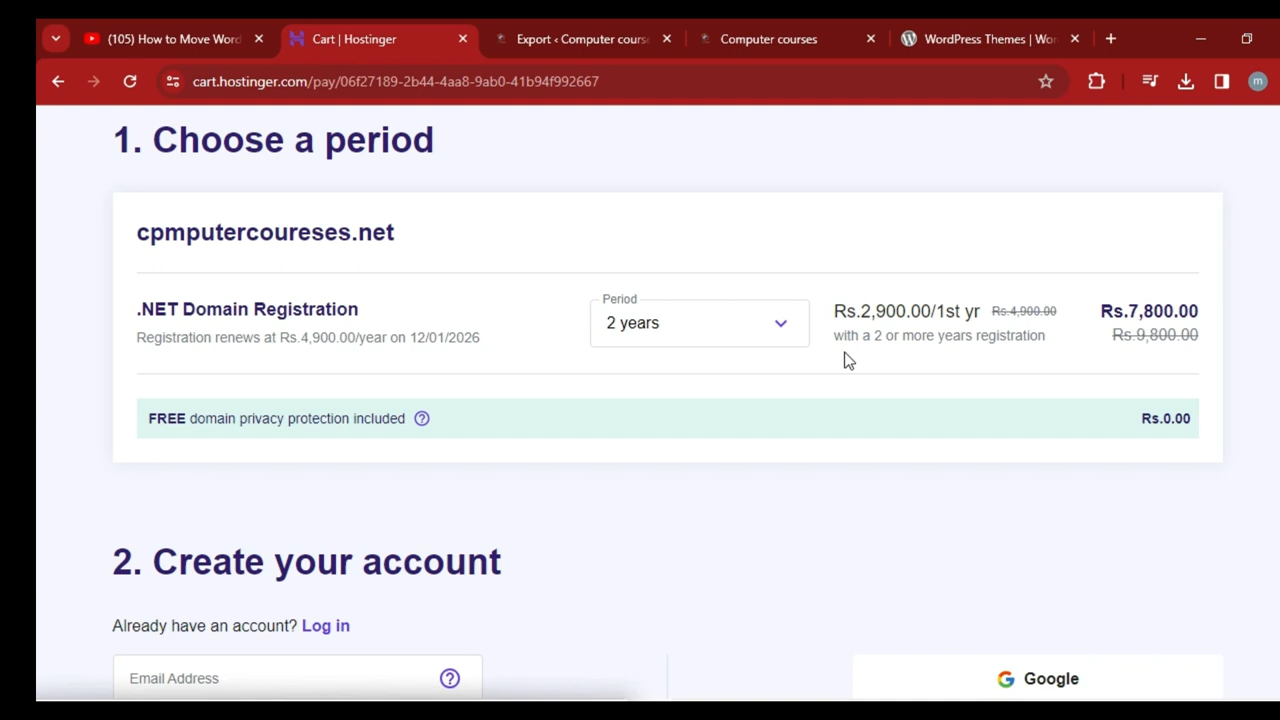 (105) How to Move Word
Cart | Hostinger
Export ‹ Computer course
Computer courses
WordPress Themes | Wor
cart.hostinger.com/pay/06f27189-2b44-4aa8-9ab0-41b94f992667
m
1. Choose a period
cpmputercoureses.net
.NET Domain Registration
Registration renews at Rs.4,900.00/year on 12/01/2026
Period
2 years
Rs.2,900.00/1st yr Rs.4,900.00
with a 2 or more years registration
Rs.7,800.00
Rs.9,800.00
FREE domain privacy protection included
Rs.0.00
2. Create your account
Already have an account? Log in
Email Address
Google